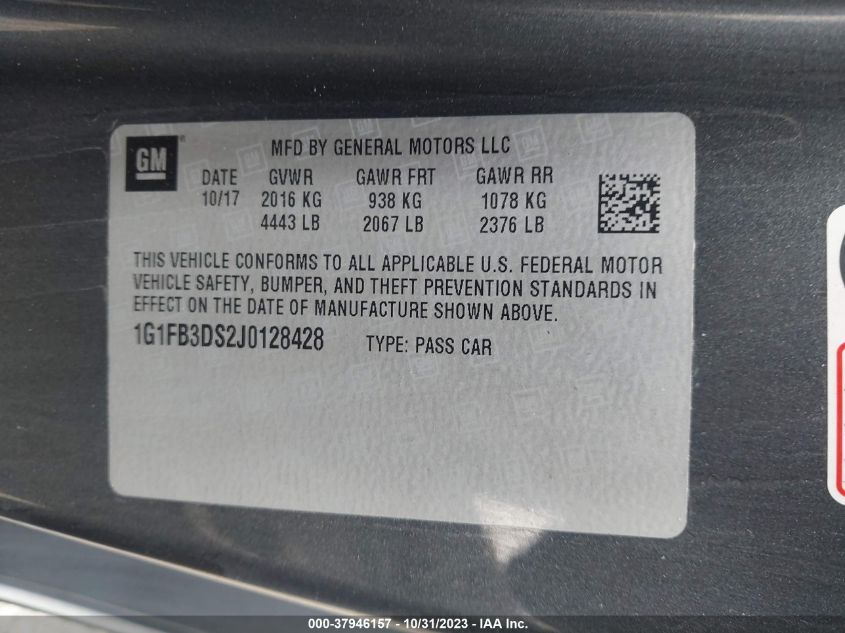 GM
MFD BY GENERAL MOTORS LLC
DATE GVWR GAWR FRT GAWR RR
10/17 2016 KG 938 KG 1078 KG
4443 LB 2067 LB 2376 LB
THIS VEHICLE CONFORMS TO ALL APPLICABLE U.S. FEDERAL MOTOR
VEHICLE SAFETY, BUMPER, AND THEFT PREVENTION STANDARDS IN
EFFECT ON THE DATE OF MANUFACTURE SHOWN ABOVE.
1G1FB3DS2J0128428 TYPE: PASS CAR
000-37946157 - 10/31/2023 - IAA Inc.